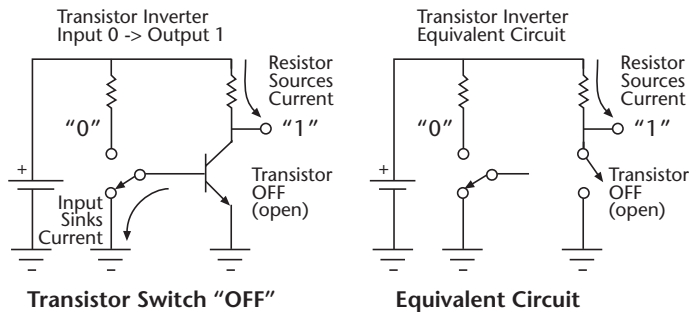 Transistor Inverter
Input 0 -> Output 1
Resistor
Sources
Current
“0”
“1”
+
Input
Sinks
Current
Transistor
OFF
(open)
Transistor Switch “OFF”
Transistor Inverter
Equivalent Circuit
Resistor
Sources
Current
“0”
“1”
+
Transistor
OFF
(open)
Equivalent Circuit